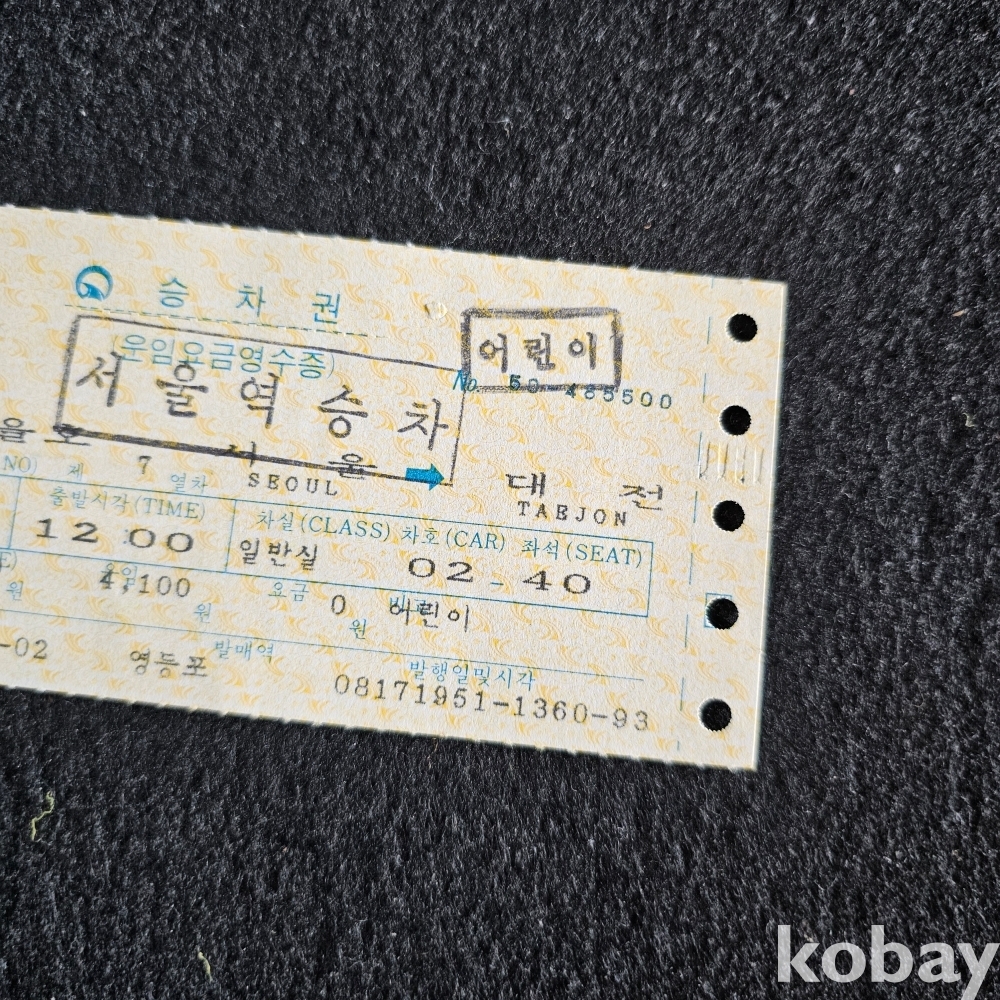 승차권
(운임요금영수증)
어린이
서울역승차
No. 50-485500
울호 서울 대전
NO) 제 7 열차 SEOUL TAEJON
출발시각(TIME) 차실(CLASS) 차호(CAR) 좌석(SEAT)
12:00 일반실 02-40
운임 4,100 원 요금 0 원 어린이
-02 영등포 발매역 발행일및시각
08171951-1360-93
kobay